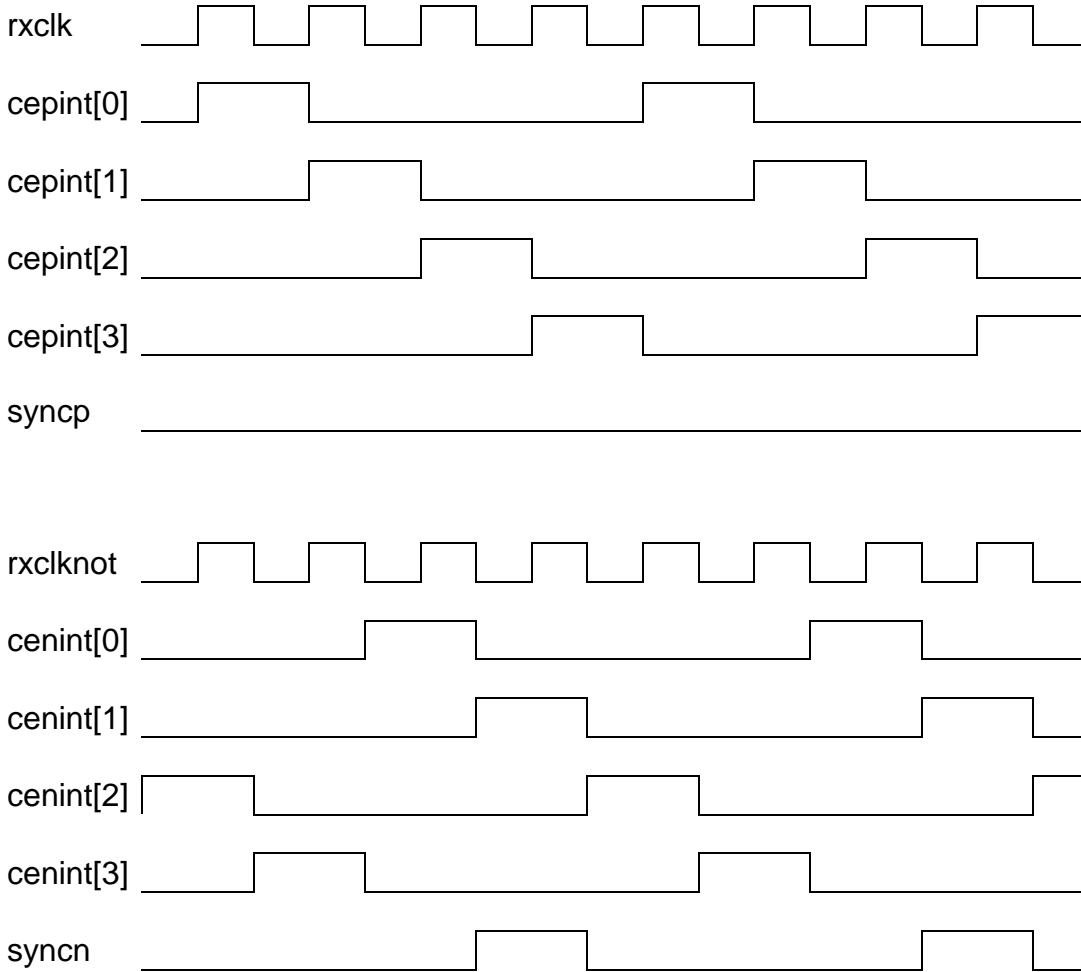 rxclk
cepint[0]
cepint[1]
cepint[2]
cepint[3]
syncp
rxclknot
cenint[0]
cenint[1]
cenint[2]
cenint[3]
syncn